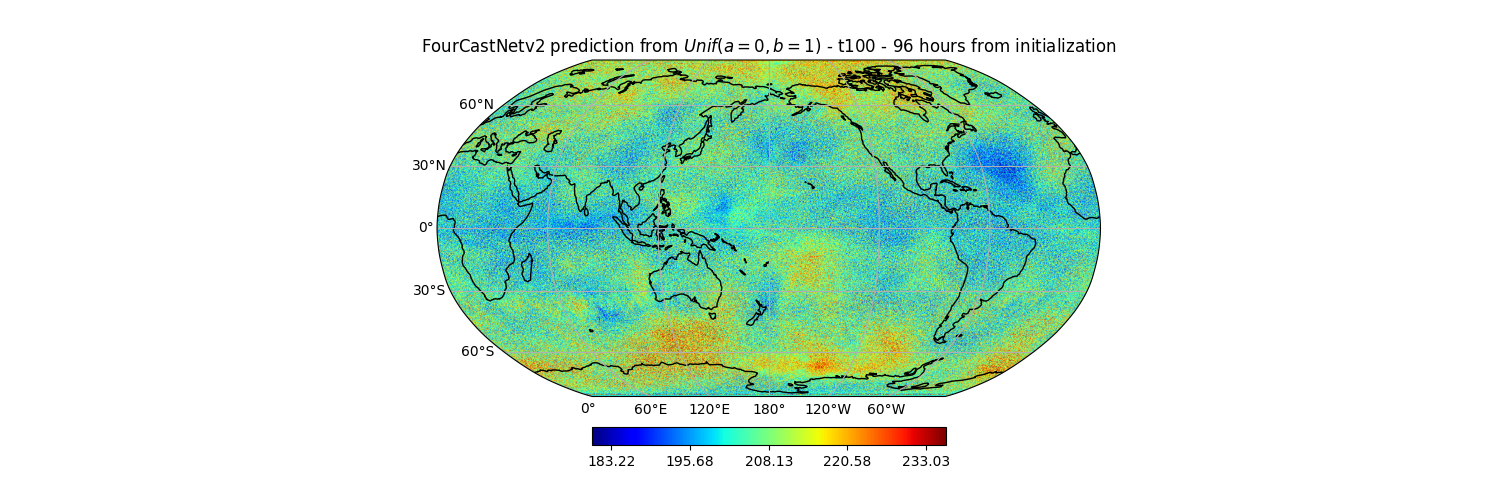 FourCastNetv2 prediction from Unif(a = 0, b = 1) - t100 - 96 hours from initialization
60°N
30°N
0°
30°S
60°S
0° 60°E 120°E 180° 120°W 60°W
183.22 195.68 208.13 220.58 233.03